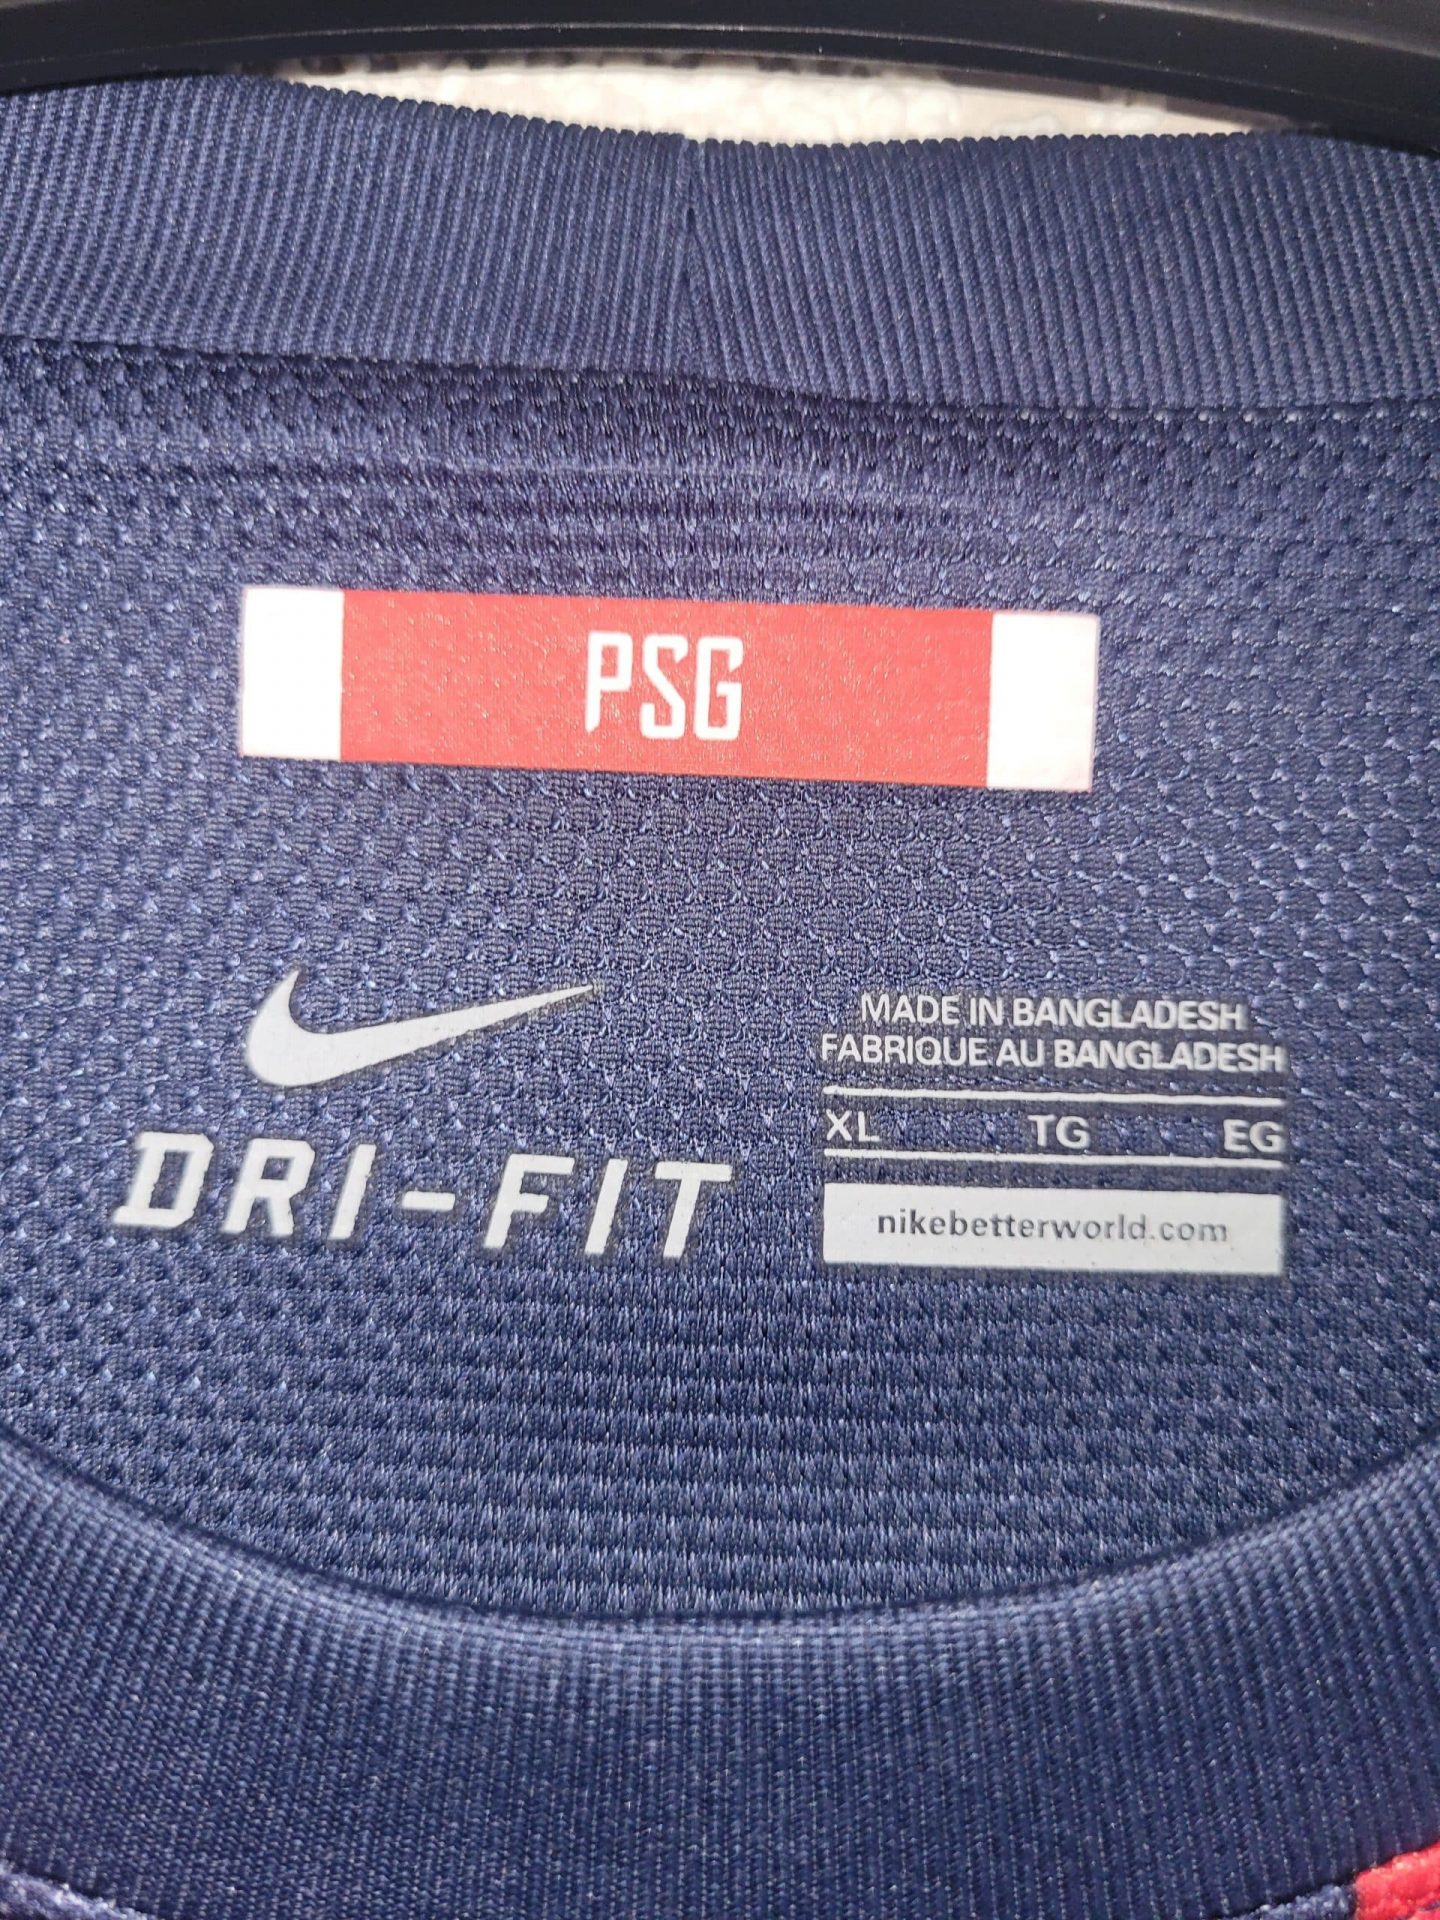 PSG
DRI-FIT
MADE IN BANGLADESH
FABRIQUE AU BANGLADESH
XL TG EG
nikebetterworld.com